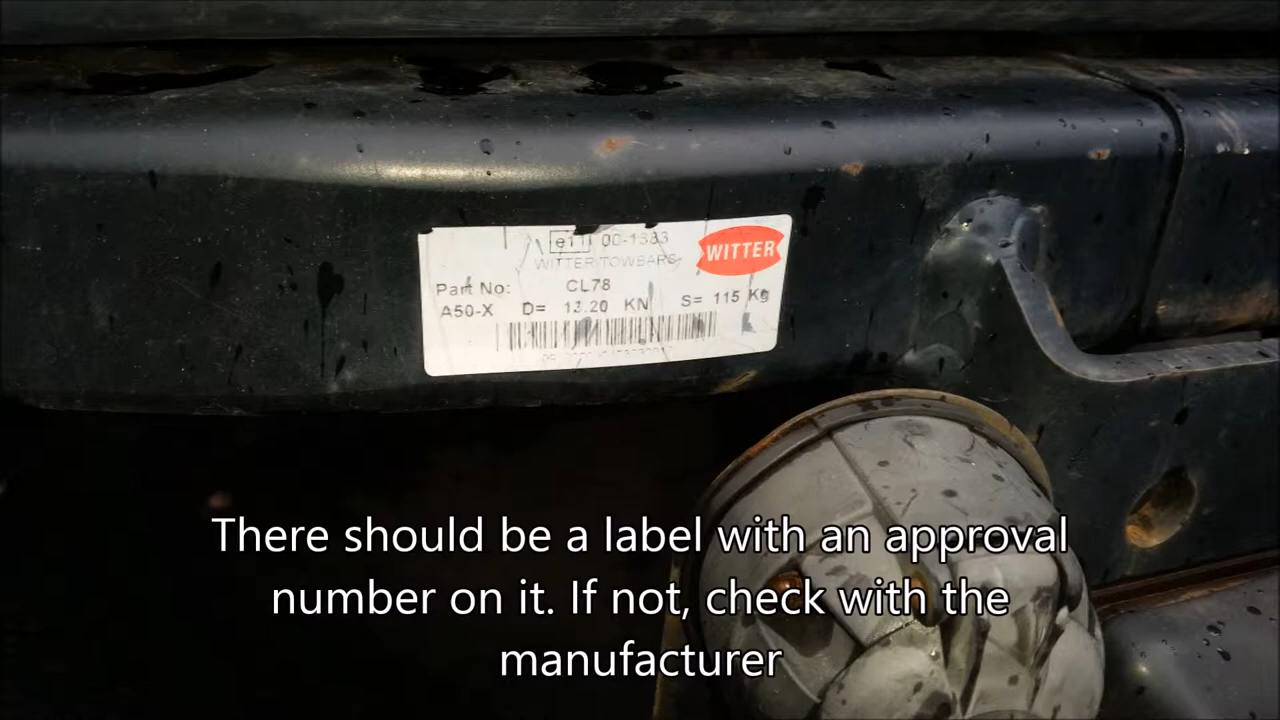 e11 00-1383
WITTER TOWBARS
WITTER
Part No: CL78
A50-X D= 13.20 KN S= 115 Kg
There should be a label with an approval
number on it. If not, check with the
manufacturer